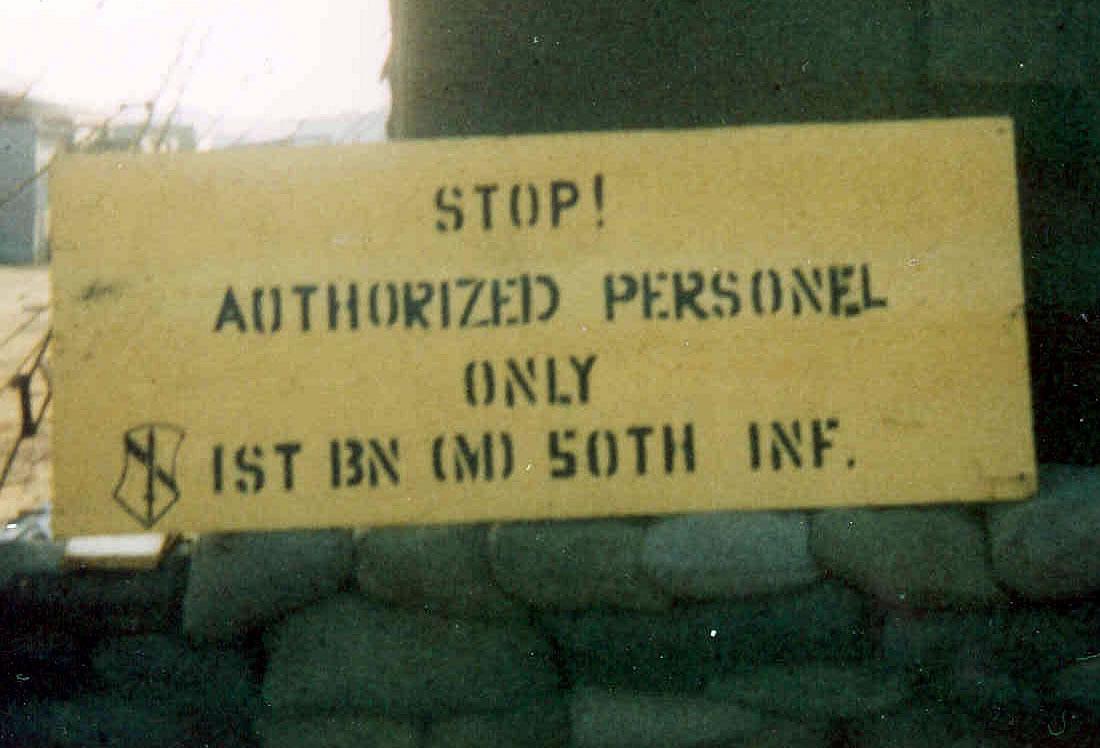 STOP!
AUTHORIZED PERSONEL
ONLY
1ST BN (M) 50TH INF.